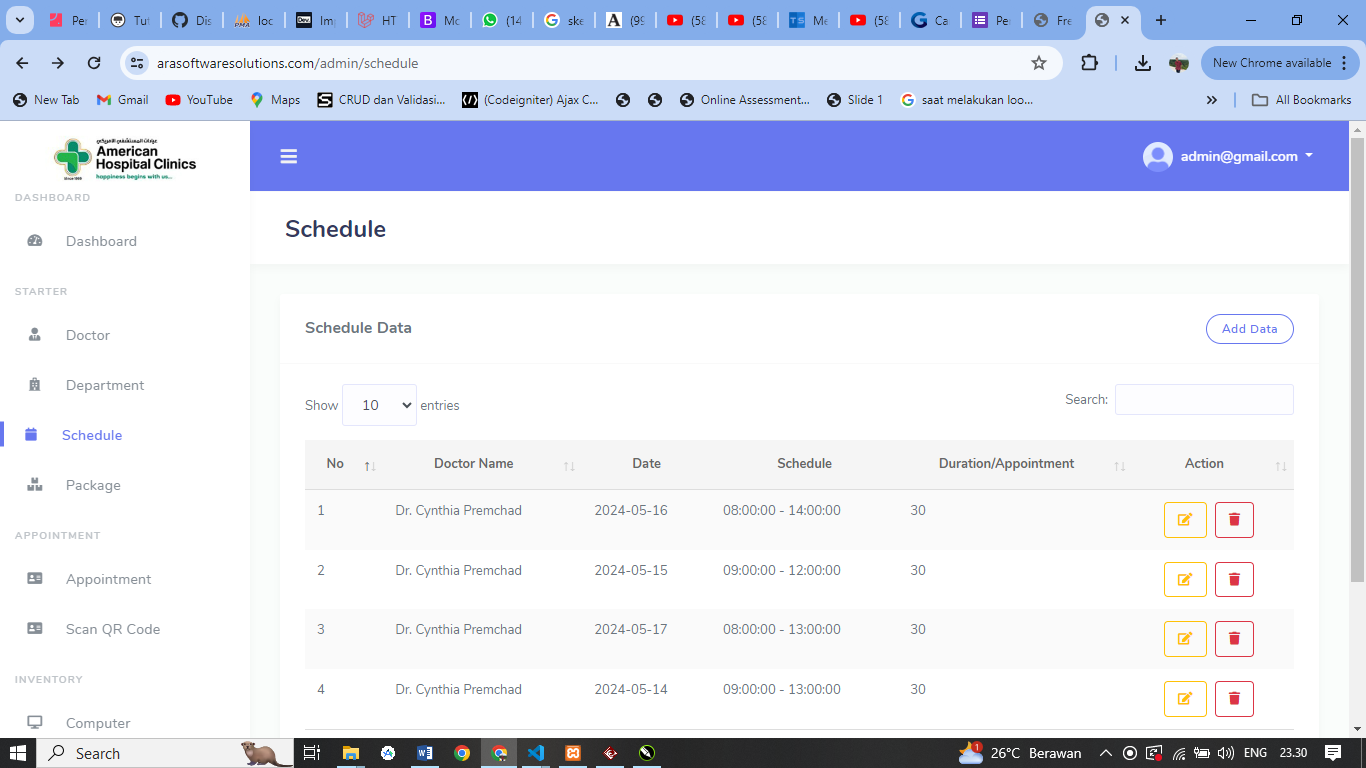 Per
Tut
Dis
loc
Im
HT
Mo
(14
ske
(99
(58
(58
Me
(58
Ca
Per
Fre
arasoftwaresolutions.com/admin/schedule
New Chrome available
New Tab
Gmail
YouTube
Maps
CRUD dan Validasi...
(Codeigniter) Ajax C...
Online Assessment...
Slide 1
saat melakukan loo...
All Bookmarks
American
Hospital Clinics
happiness begins with us...
admin@gmail.com
DASHBOARD
Dashboard
STARTER
Doctor
Department
Schedule
Package
APPOINTMENT
Appointment
Scan QR Code
INVENTORY
Computer
Schedule
Schedule Data
Add Data
Show 10 entries
Search:
No Doctor Name Date Schedule Duration/Appointment Action
1 Dr. Cynthia Premchad 2024-05-16 08:00:00 - 14:00:00 30
2 Dr. Cynthia Premchad 2024-05-15 09:00:00 - 12:00:00 30
3 Dr. Cynthia Premchad 2024-05-17 08:00:00 - 13:00:00 30
4 Dr. Cynthia Premchad 2024-05-14 09:00:00 - 13:00:00 30
Search
1
26°C Berawan
ENG
23.30